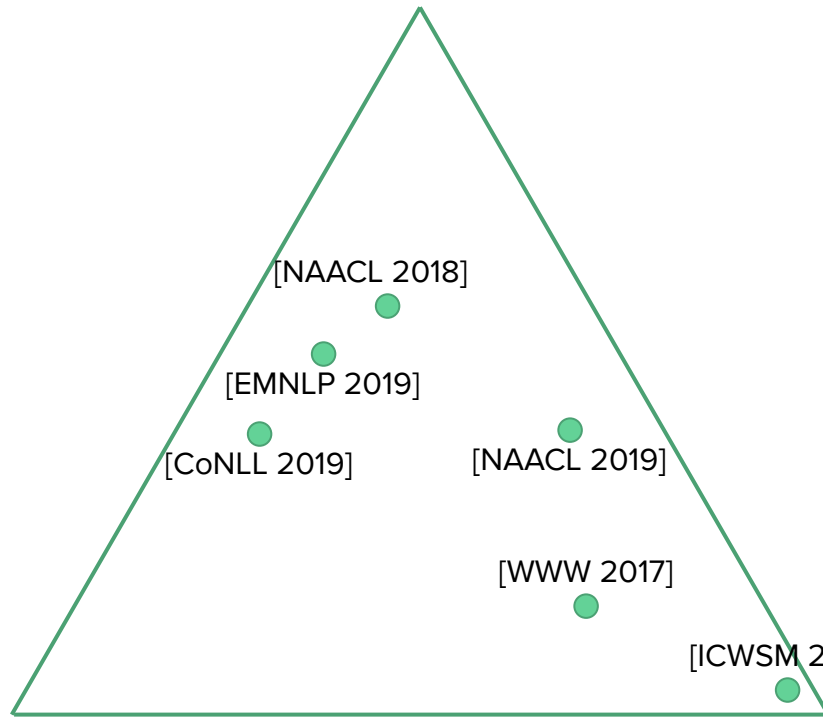 [NAACL 2018]
[EMNLP 2019]
[CoNLL 2019]
[NAACL 2019]
[WWW 2017]
[ICWSM 2